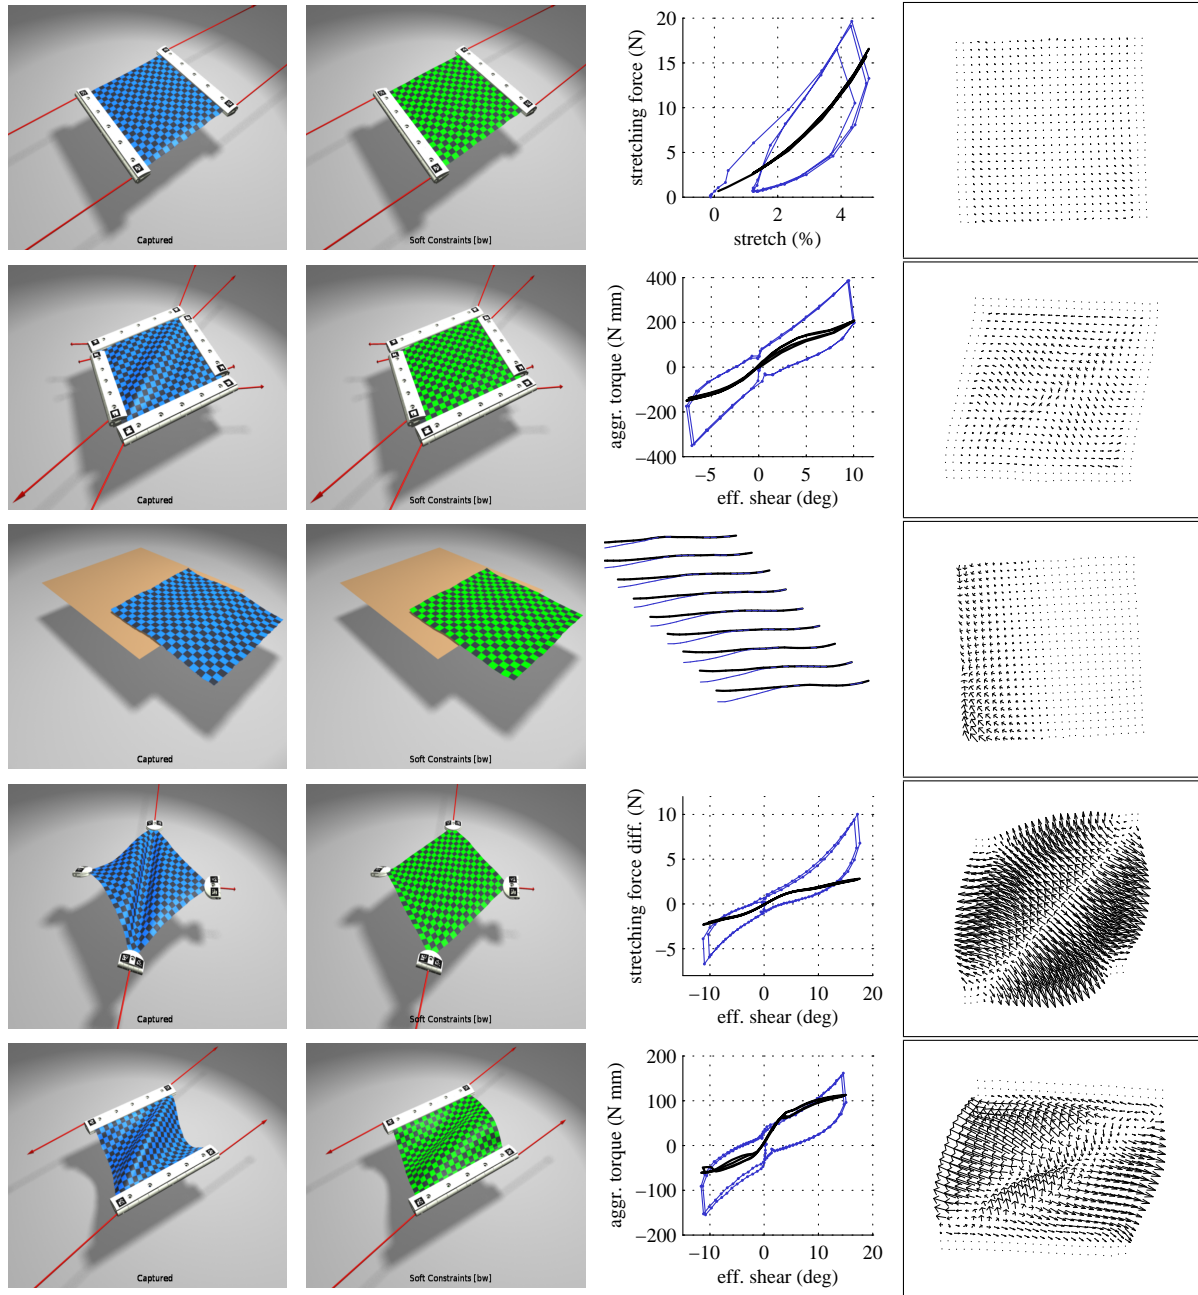 Captured
Soft Constraints [bw]
stretching force (N)
20
15
10
5
0
0 2 4
stretch (%)
Captured
Soft Constraints [bw]
aggr. torque (N mm)
400
200
0
−200
−400
−5 0 5 10
eff. shear (deg)
Captured
Soft Constraints [bw]
Captured
Soft Constraints [bw]
stretching force diff. (N)
10
5
0
−5
−10 0 10 20
eff. shear (deg)
Captured
Soft Constraints [bw]
aggr. torque (N mm)
200
100
0
−100
−200
−10 0 10 20
eff. shear (deg)